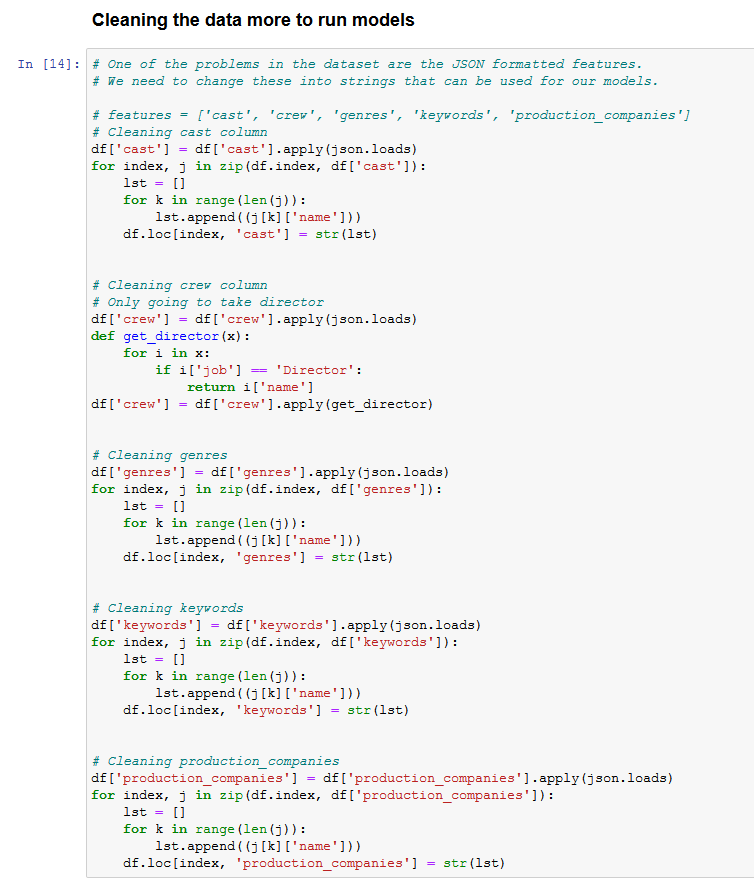 Cleaning the data more to run models
In [14]: # One of the problems in the dataset are the JSON formatted features.
# We need to change these into strings that can be used for our models.

# features = ['cast', 'crew', 'genres', 'keywords', 'production_companies']
# Cleaning cast column
df['cast'] = df['cast'].apply(json.loads)
for index, j in zip(df.index, df['cast']):
    lst = []
    for k in range(len(j)):
        lst.append((j[k]['name']))
    df.loc[index, 'cast'] = str(lst)

# Cleaning crew column
# Only going to take director
df['crew'] = df['crew'].apply(json.loads)
def get_director(x):
    for i in x:
        if i['job'] == 'Director':
            return i['name']
df['crew'] = df['crew'].apply(get_director)

# Cleaning genres
df['genres'] = df['genres'].apply(json.loads)
for index, j in zip(df.index, df['genres']):
    lst = []
    for k in range(len(j)):
        lst.append((j[k]['name']))
    df.loc[index, 'genres'] = str(lst)

# Cleaning keywords
df['keywords'] = df['keywords'].apply(json.loads)
for index, j in zip(df.index, df['keywords']):
    lst = []
    for k in range(len(j)):
        lst.append((j[k]['name']))
    df.loc[index, 'keywords'] = str(lst)

# Cleaning production_companies
df['production_companies'] = df['production_companies'].apply(json.loads)
for index, j in zip(df.index, df['production_companies']):
    lst = []
    for k in range(len(j)):
        lst.append((j[k]['name']))
    df.loc[index, 'production_companies'] = str(lst)